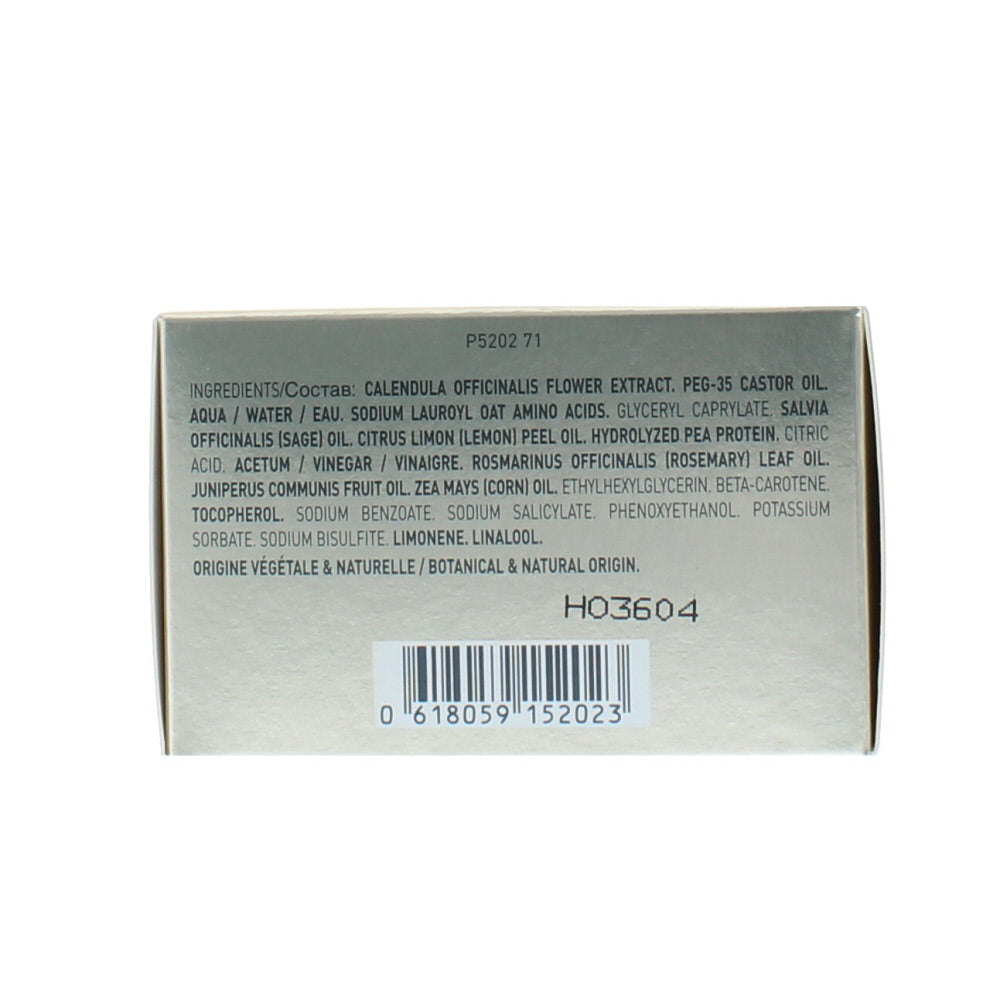 P5202 71
INGREDIENTS/Состав: CALENDULA OFFICINALIS FLOWER EXTRACT. PEG-35 CASTOR OIL.
AQUA / WATER / EAU. SODIUM LAUROYL OAT AMINO ACIDS. GLYCERYL CAPRYLATE. SALVIA
OFFICINALIS (SAGE) OIL. CITRUS LIMON (LEMON) PEEL OIL. HYDROLYZED PEA PROTEIN. CITRIC
ACID. ACETUM / VINEGAR / VINAIGRE. ROSMARINUS OFFICINALIS (ROSEMARY) LEAF OIL.
JUNIPERUS COMMUNIS FRUIT OIL. ZEA MAYS (CORN) OIL. ETHYLHEXYLGLYCERIN. BETA-CAROTENE.
TOCOPHEROL. SODIUM BENZOATE. SODIUM SALICYLATE. PHENOXYETHANOL. POTASSIUM
SORBATE. SODIUM BISULFITE. LIMONENE. LINALOOL.
ORIGINE VÉGÉTALE & NATURELLE / BOTANICAL & NATURAL ORIGIN.
HO3604
0 618059 152023